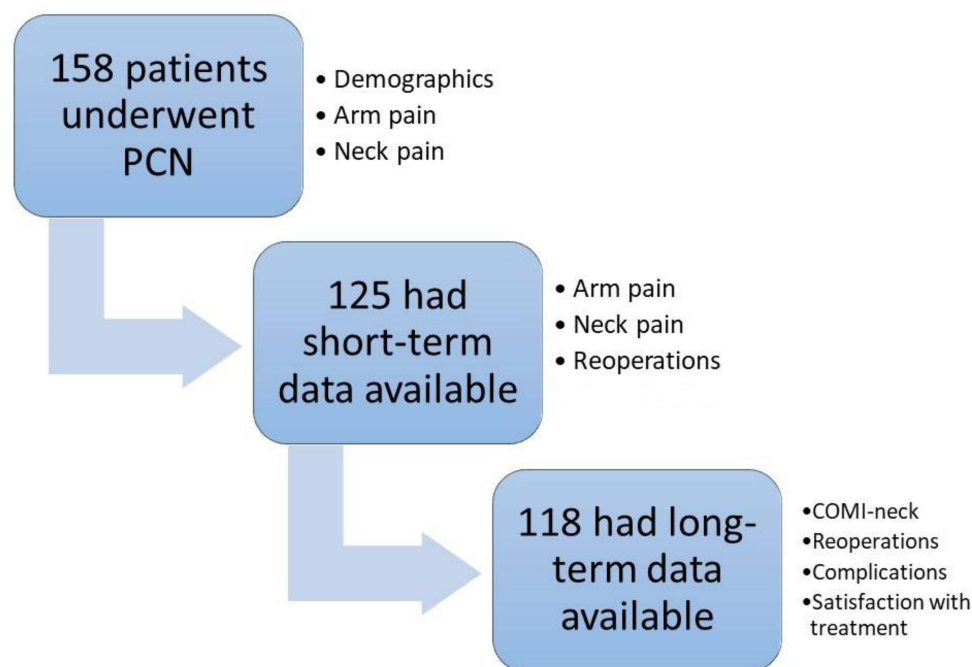 158 patients
underwent
PCN
• Demographics
• Arm pain
• Neck pain
125 had
short-term
data available
• Arm pain
• Neck pain
• Reoperations
118 had long-
term data
available
•COMI-neck
•Reoperations
•Complications
•Satisfaction with
treatment